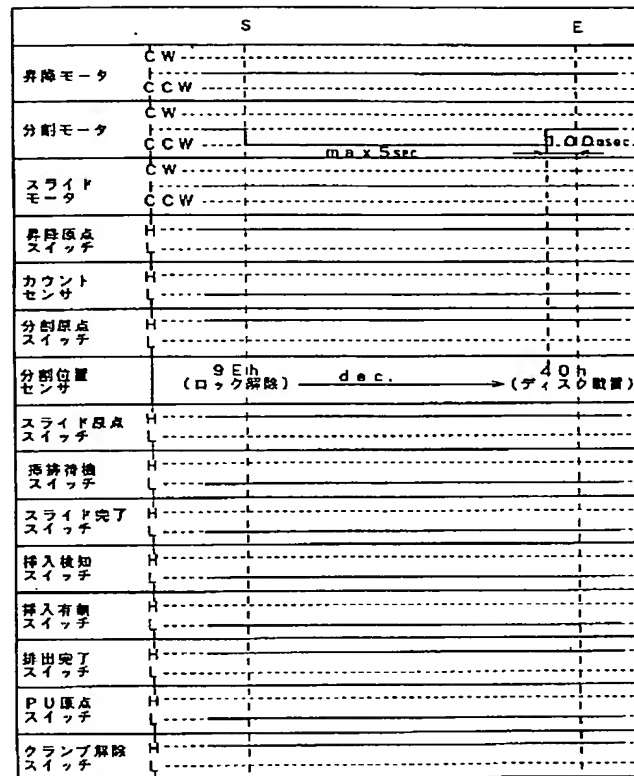 S E
昇降モータ CW
CCW
分割モータ CW
CCW max 5sec 100msec
スライド
モータ CW
CCW
昇降原点
スイッチ H
L
カウント
センサ H
L
分割原点
スイッチ H
L
分割位置
センサ 9Eh
(ロック解除) dec. 40h
(ディスク載置)
スライド原点
スイッチ H
L
挿排待機
スイッチ H
L
スライド完了
スイッチ H
L
挿入検知
スイッチ H
L
挿入有無
スイッチ H
L
排出完了
スイッチ H
L
PU原点
スイッチ H
L
クランプ解除
スイッチ H
L